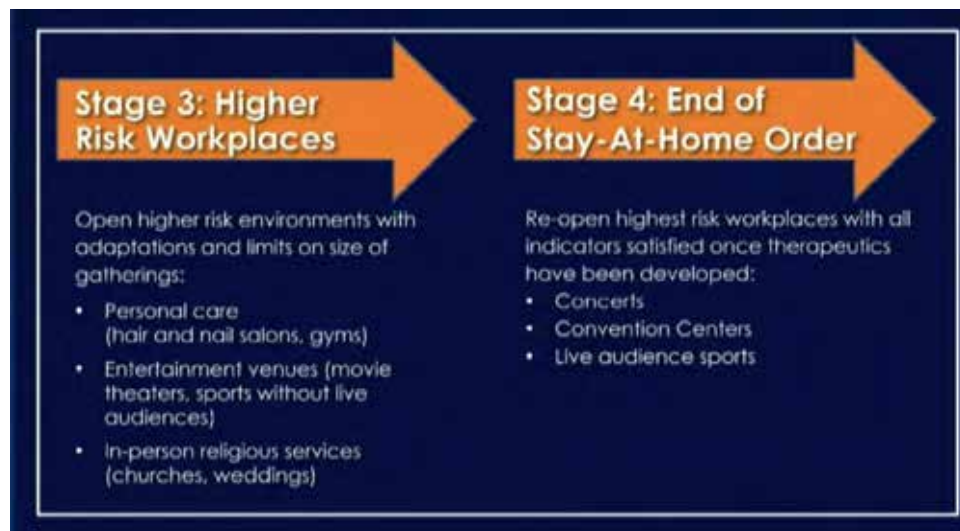 Stage 3: Higher
Risk Workplaces
Open higher risk environments with
adaptations and limits on size of
gatherings:
• Personal care
(hair and nail salons, gyms)
• Entertainment venues (movie
theaters, sports without live
audiences)
• In-person religious services
(churches, weddings)
Stage 4: End of
Stay-At-Home Order
Re-open highest risk workplaces with all
indicators satisfied once therapeutics
have been developed:
• Concerts
• Convention Centers
• Live audience sports